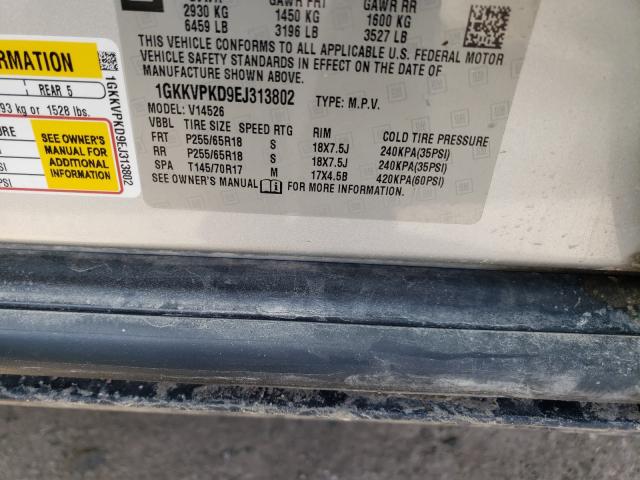 GVWR GAWR FRT GAWR RR
2930 KG 1450 KG 1600 KG
6459 LB 3196 LB 3527 LB
THIS VEHICLE CONFORMS TO ALL APPLICABLE U.S. FEDERAL MOTOR
VEHICLE SAFETY STANDARDS IN EFFECT ON THE DATE OF
MANUFACTURE SHOWN ABOVE.
1GKKVPKD9EJ313802 TYPE: M.P.V.
MODEL: V14526
VBBL TIRE SIZE SPEED RTG RIM COLD TIRE PRESSURE
FRT P255/65R18 S 18X7.5J 240KPA(35PSI)
RR P255/65R18 S 18X7.5J 240KPA(35PSI)
SPA T145/70R17 M 17X4.5B 420KPA(60PSI)
SEE OWNER'S MANUAL FOR MORE INFORMATION.
ORMATION
REAR 5
93 kg or 1528 lbs.
SURE
SEE OWNER'S
MANUAL FOR
ADDITIONAL
INFORMATION
PSI
1GKKVPKD9EJ313802
GM